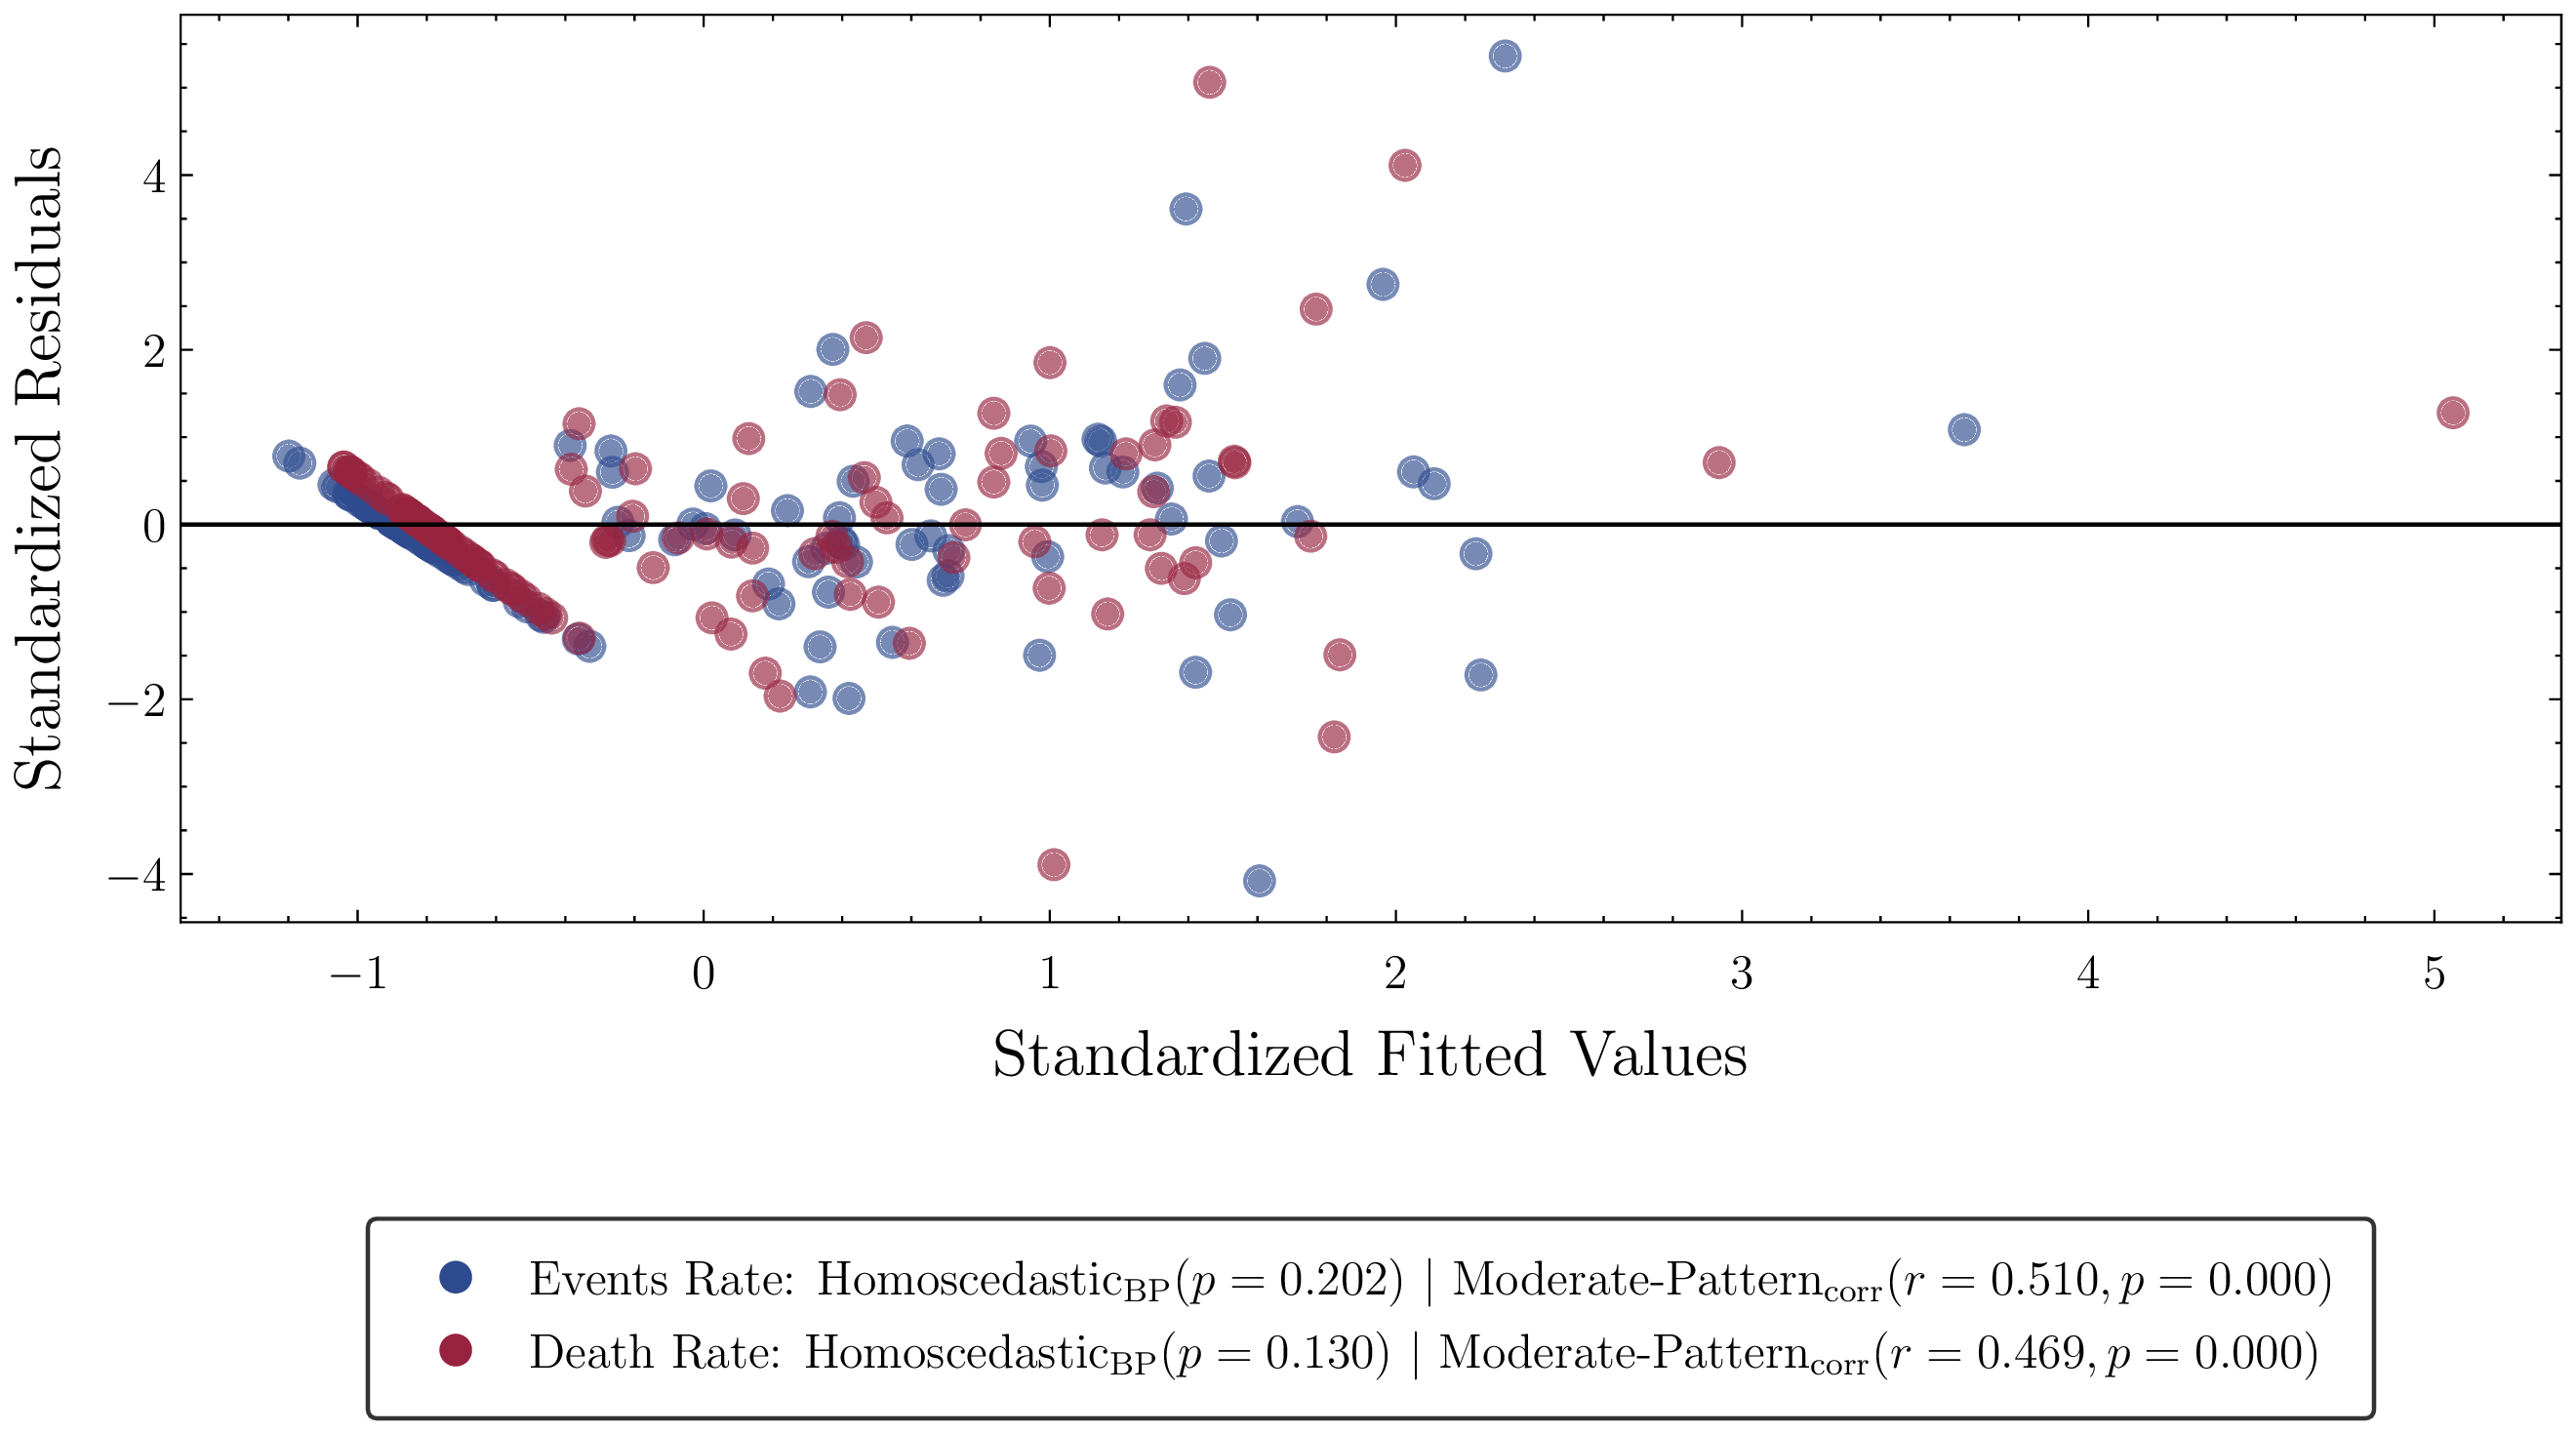 Standardized Residuals
4
2
0
−2
−4
−1 0 1 2 3 4 5
Standardized Fitted Values
Events Rate: Homoscedastic_BP(p = 0.202) | Moderate-Pattern_corr(r = 0.510, p = 0.000)
Death Rate: Homoscedastic_BP(p = 0.130) | Moderate-Pattern_corr(r = 0.469, p = 0.000)